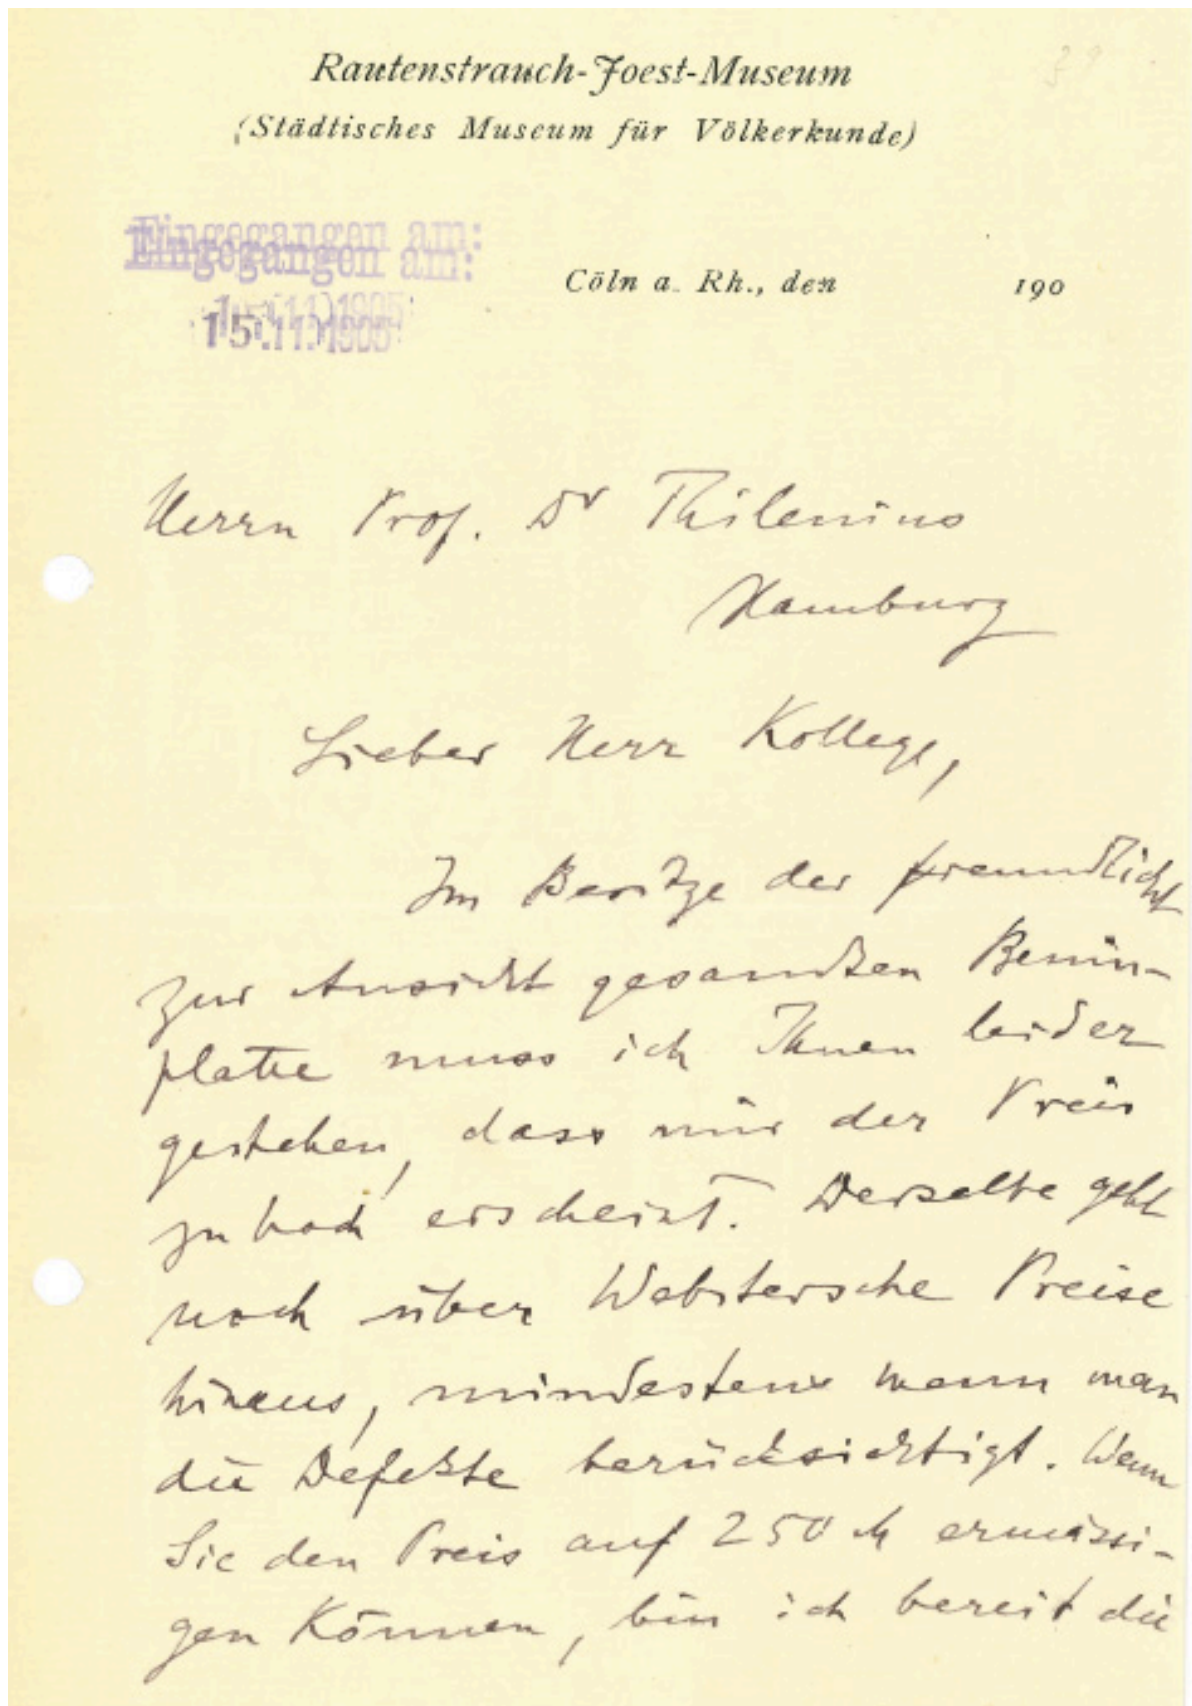 Rautenstrauch-Joest-Museum
(Städtisches Museum für Völkerkunde)
Eingegangen am:
15.11.1905
Cöln a. Rh., den 190
Herrn Prof. Dr Thilenius
Hamburg
Lieber Herr Kollege,
Im Besitze der freundlichst
zur Ansicht gesandten Benin-
platte muss ich Ihnen leider
gestehen, dass mir der Preis
zu hoch erscheint. Derselbe geht
noch über Webstersche Preise
hinaus, mindestens wenn man
die Defekte berücksichtigt. Wenn
Sie den Preis auf 250 M ermässi-
gen können, bin ich bereit die